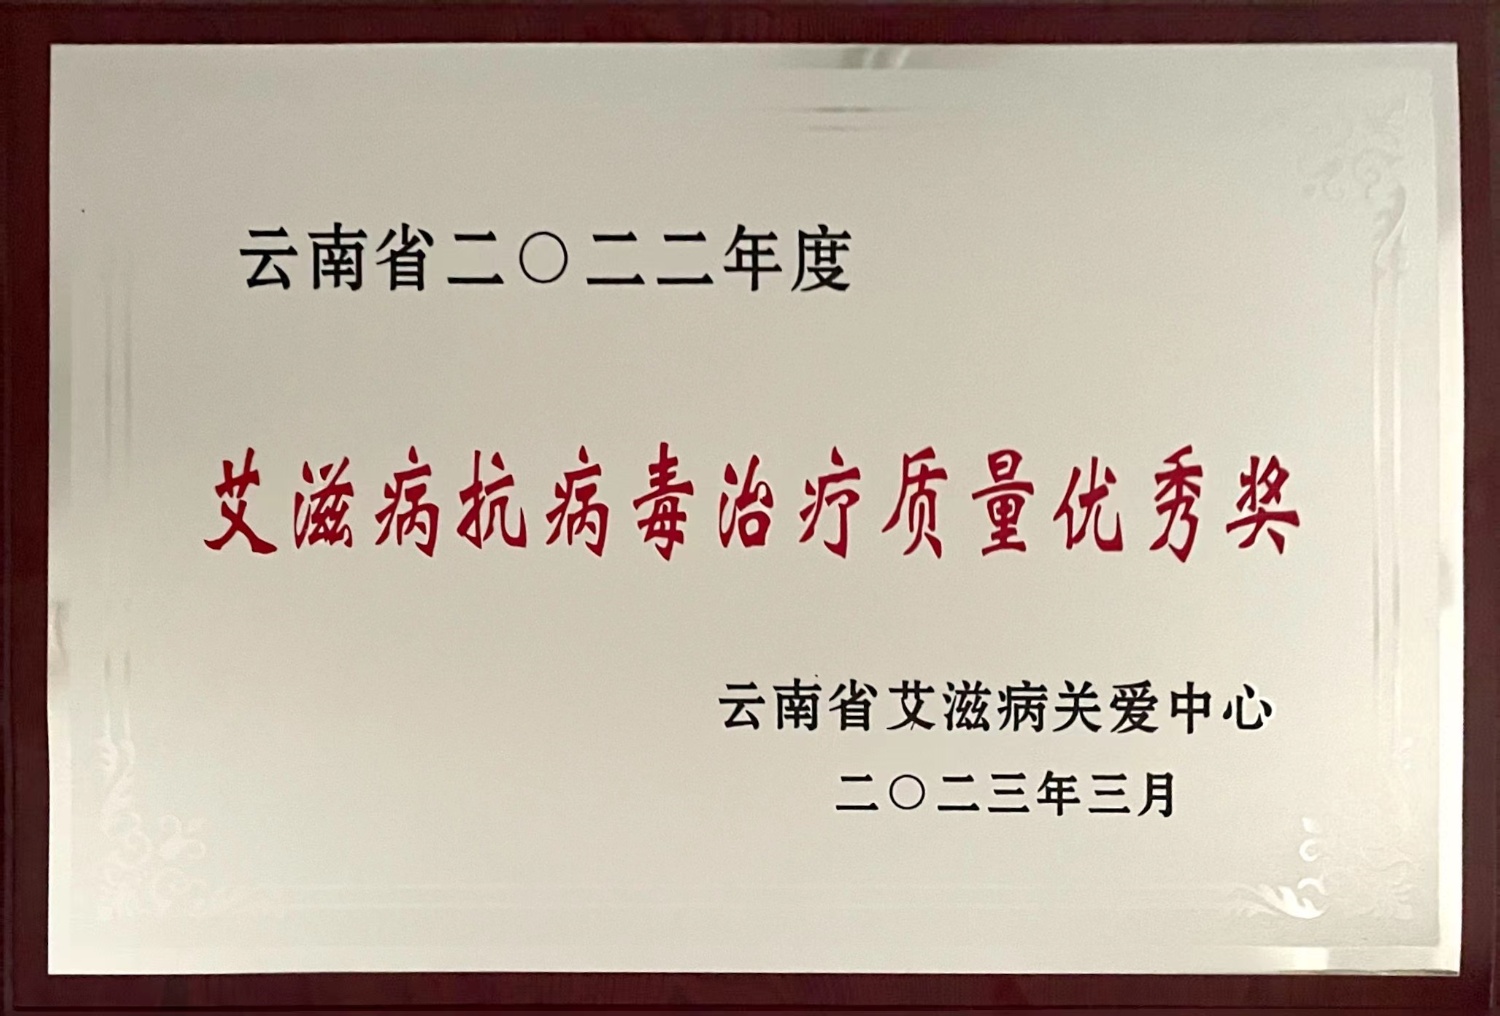 云南省二〇二二年度
艾滋病抗病毒治疗质量优秀奖
云南省艾滋病关爱中心
二〇二三年三月